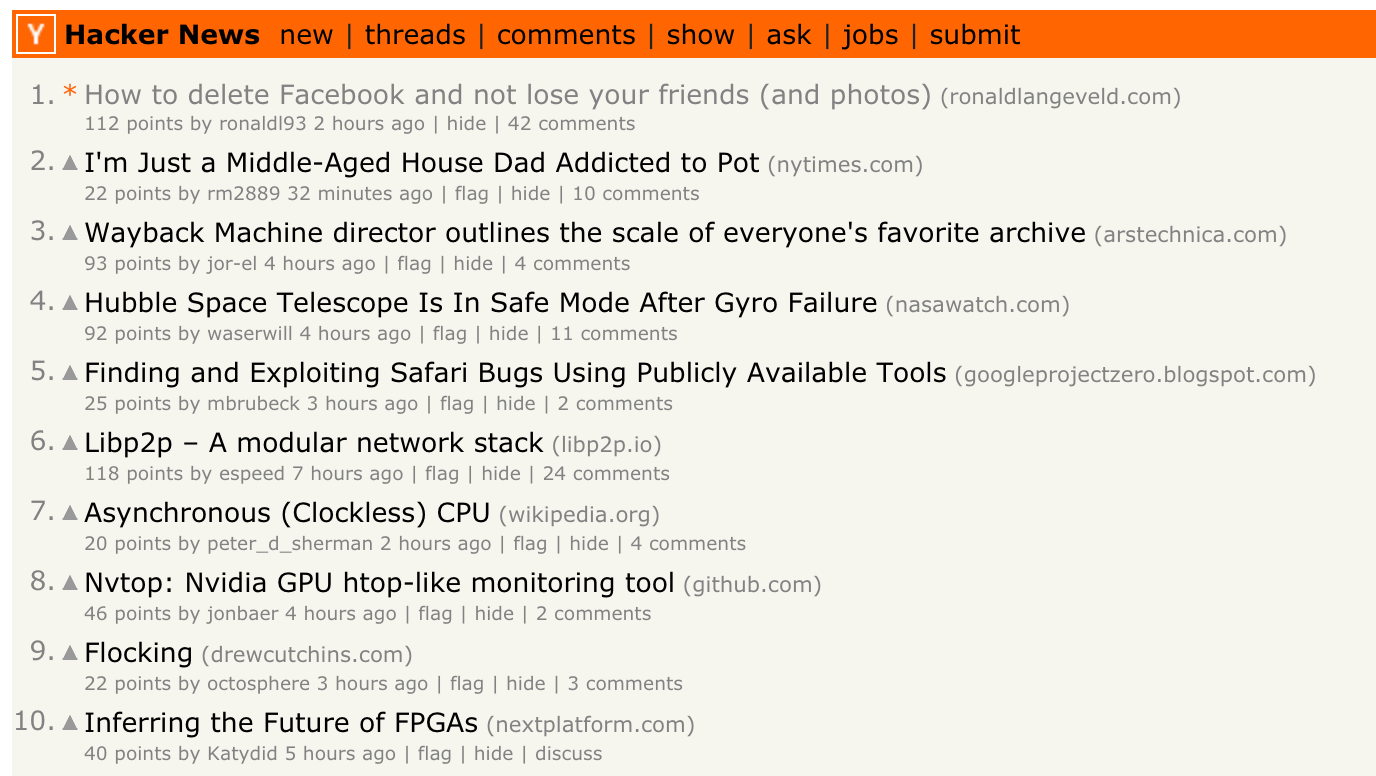 Y Hacker News new | threads | comments | show | ask | jobs | submit
1. * How to delete Facebook and not lose your friends (and photos) (ronaldlangeveld.com)
112 points by ronaldl93 2 hours ago | hide | 42 comments
2. ▲ I'm Just a Middle-Aged House Dad Addicted to Pot (nytimes.com)
22 points by rm2889 32 minutes ago | flag | hide | 10 comments
3. ▲ Wayback Machine director outlines the scale of everyone's favorite archive (arstechnica.com)
93 points by jor-el 4 hours ago | flag | hide | 4 comments
4. ▲ Hubble Space Telescope Is In Safe Mode After Gyro Failure (nasawatch.com)
92 points by waserwill 4 hours ago | flag | hide | 11 comments
5. ▲ Finding and Exploiting Safari Bugs Using Publicly Available Tools (googleprojectzero.blogspot.com)
25 points by mbrubeck 3 hours ago | flag | hide | 2 comments
6. ▲ Libp2p – A modular network stack (libp2p.io)
118 points by espeed 7 hours ago | flag | hide | 24 comments
7. ▲ Asynchronous (Clockless) CPU (wikipedia.org)
20 points by peter_d_sherman 2 hours ago | flag | hide | 4 comments
8. ▲ Nvtop: Nvidia GPU htop-like monitoring tool (github.com)
46 points by jonbaer 4 hours ago | flag | hide | 2 comments
9. ▲ Flocking (drewcutchins.com)
22 points by octosphere 3 hours ago | flag | hide | 3 comments
10. ▲ Inferring the Future of FPGAs (nextplatform.com)
40 points by Katydid 5 hours ago | flag | hide | discuss